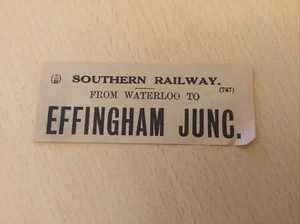 SOUTHERN RAILWAY.
(787)
FROM WATERLOO TO
EFFINGHAM JUNC.